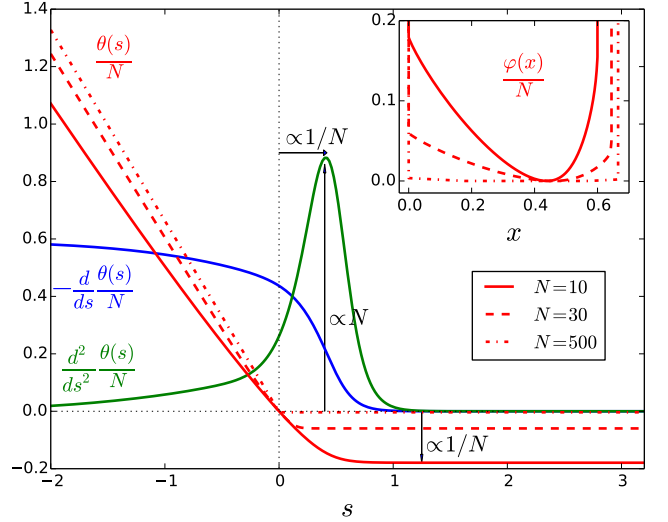 1.4
1.2
1.0
0.8
0.6
0.4
0.2
0.0
−0.2
−2
−1
0
1
2
3
s
θ(s)/N
−d/ds θ(s)/N
d²/ds² θ(s)/N
∝1/N
∝N
∝1/N
0.2
0.1
0.0
0.0
0.2
0.4
0.6
x
φ(x)/N
N=10
N=30
N=500